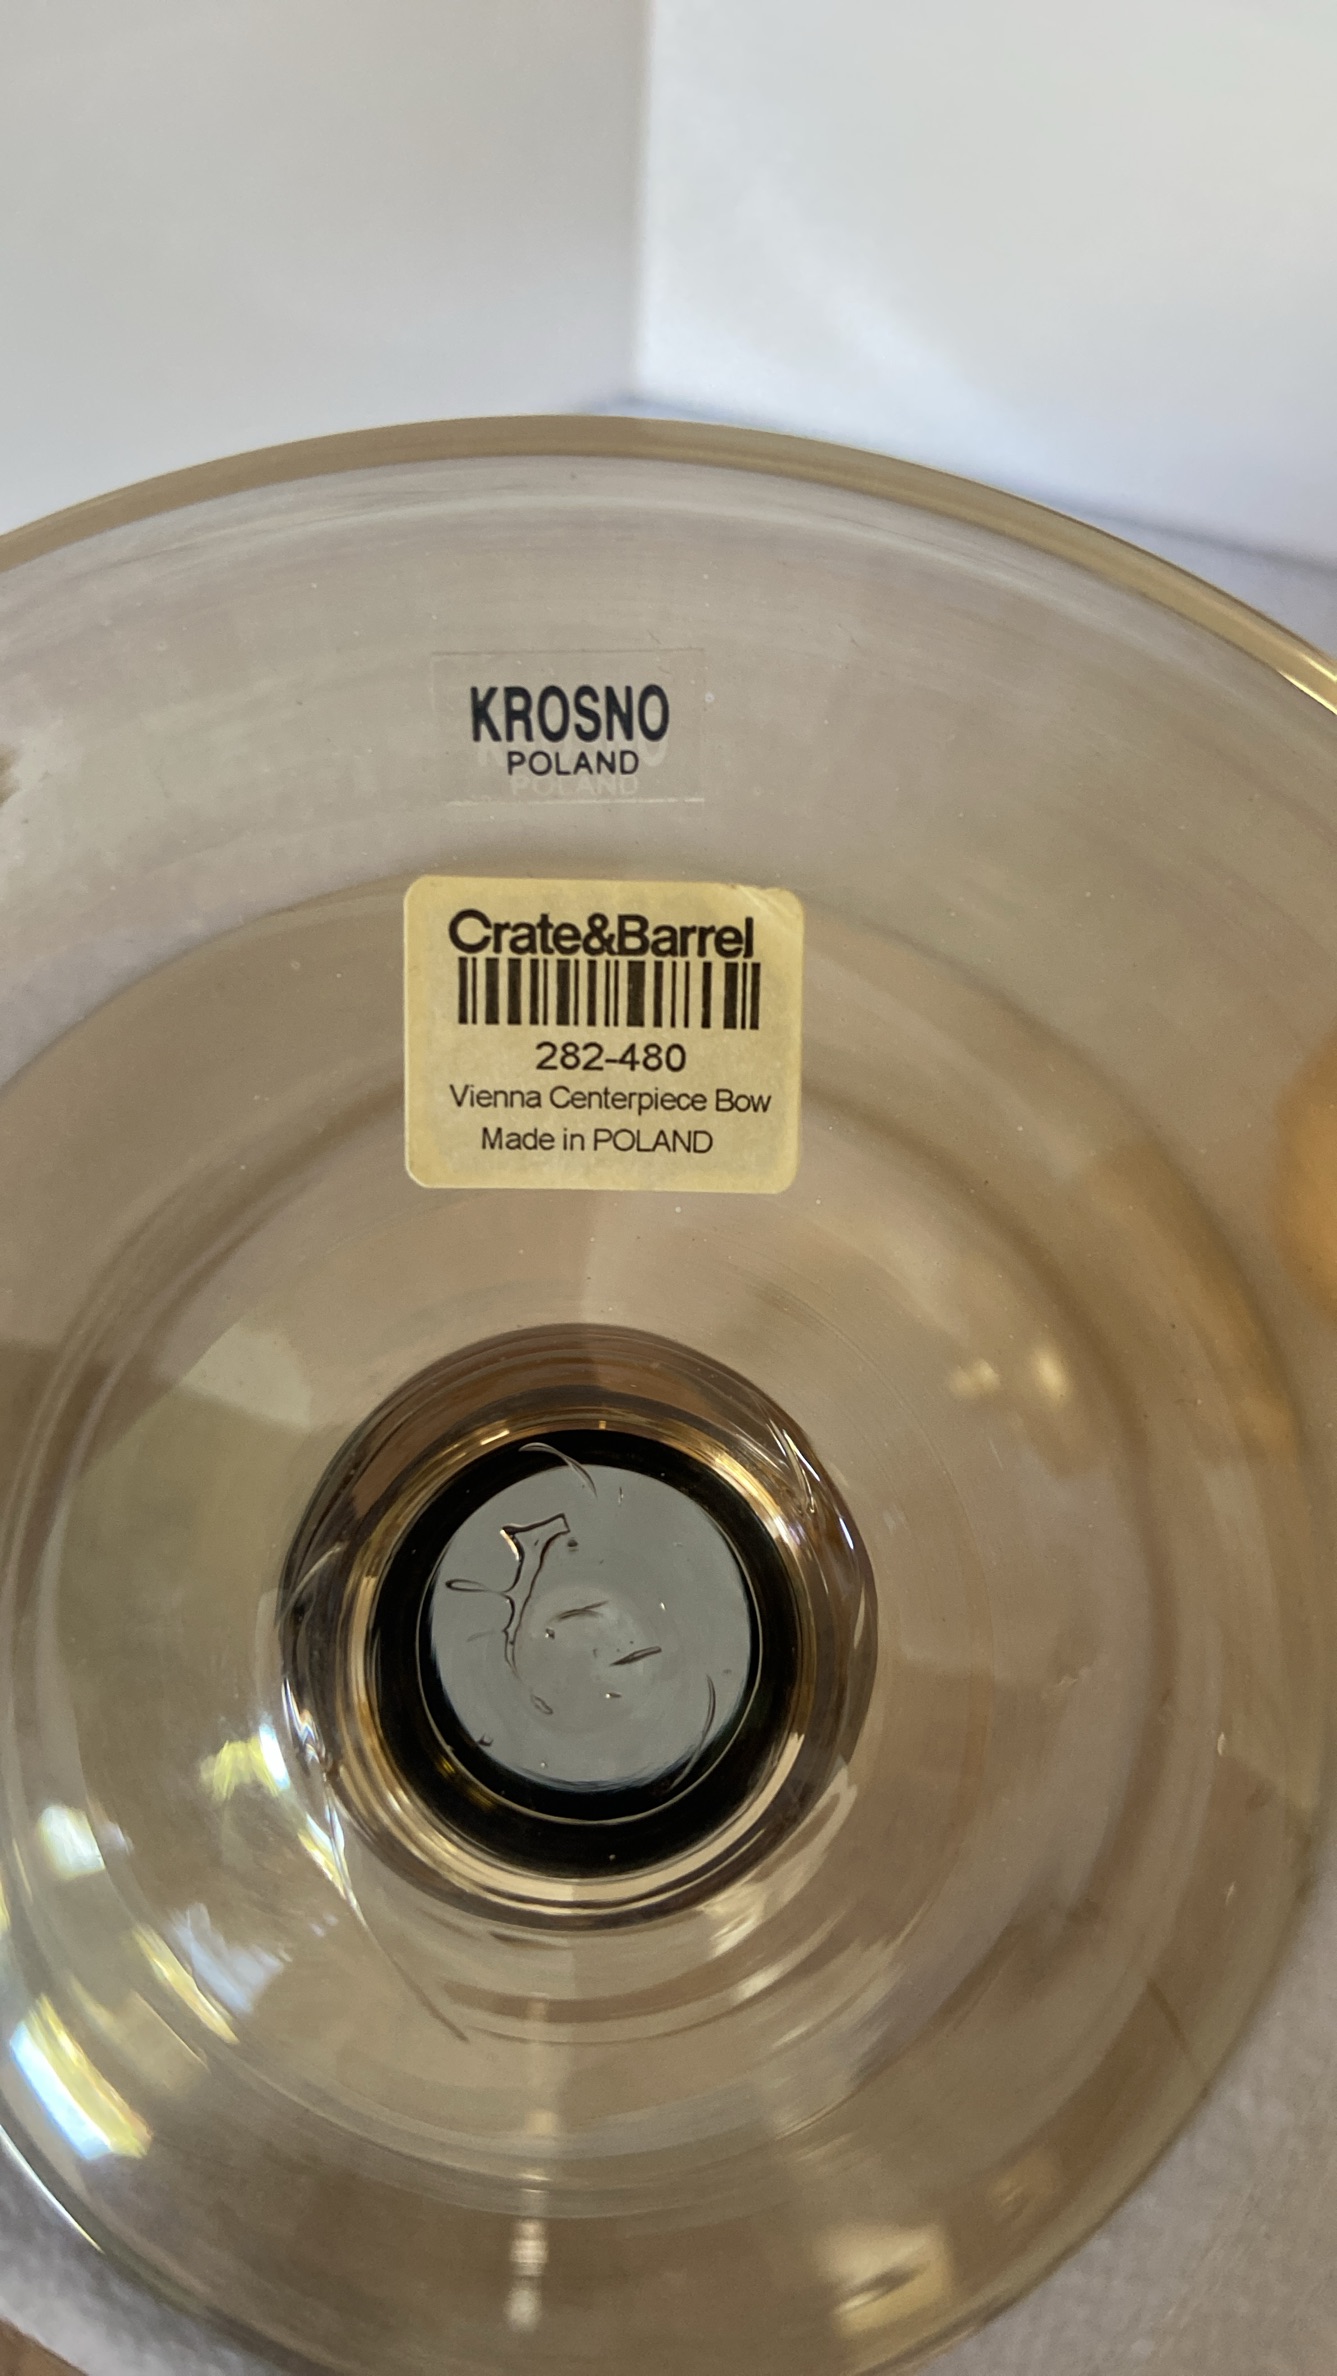 KROSNO
POLAND
Crate&Barrel
282-480
Vienna Centerpiece Bow
Made in POLAND